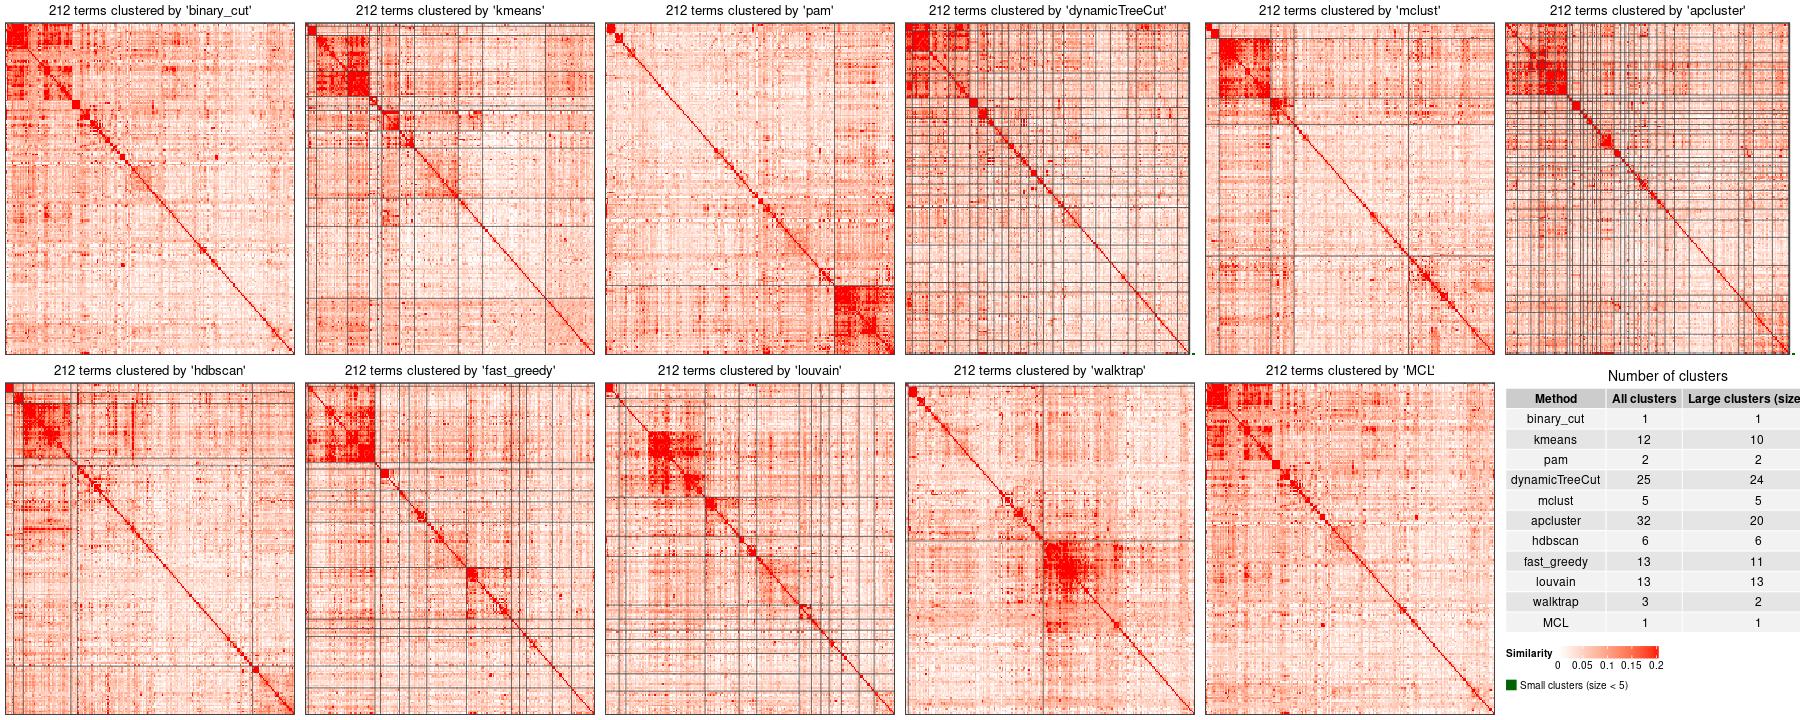 212 terms clustered by 'binary_cut'
212 terms clustered by 'kmeans'
212 terms clustered by 'pam'
212 terms clustered by 'dynamicTreeCut'
212 terms clustered by 'mclust'
212 terms clustered by 'apcluster'
212 terms clustered by 'hdbscan'
212 terms clustered by 'fast_greedy'
212 terms clustered by 'louvain'
212 terms clustered by 'walktrap'
212 terms clustered by 'MCL'
Number of clusters
Method All clusters Large clusters (size
binary_cut 1 1
kmeans 12 10
pam 2 2
dynamicTreeCut 25 24
mclust 5 5
apcluster 32 20
hdbscan 6 6
fast_greedy 13 11
louvain 13 13
walktrap 3 2
MCL 1 1
Similarity
0 0.05 0.1 0.15 0.2
Small clusters (size < 5)